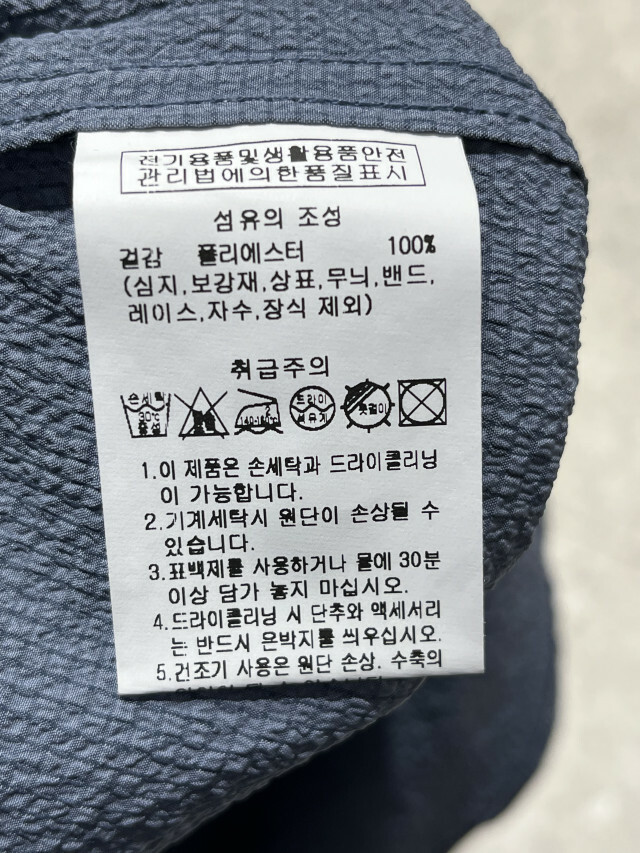 전기용품및생활용품안전
관리법에의한품질표시
섬유의 조성
겉감 폴리에스터 100%
(심지,보강재,상표,무늬,밴드,
레이스,자수,장식 제외)
취급주의
손세탁 30℃ 중성 140-160℃ 드라이 석유계 옷걸이
1.이 제품은 손세탁과 드라이클리닝
이 가능합니다.
2.기계세탁시 원단이 손상될 수
있습니다.
3.표백제를 사용하거나 물에 30분
이상 담가 놓지 마십시오.
4.드라이클리닝 시 단추와 액세서리
는 반드시 은박지를 씌우십시오.
5.건조기 사용은 원단 손상. 수축의